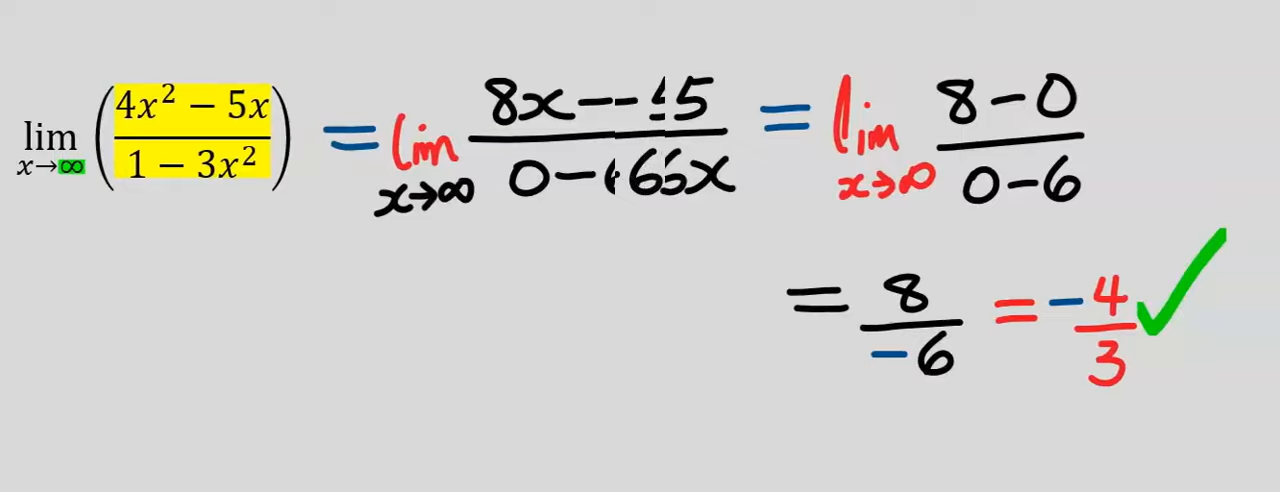 lim x→∞ (4x² − 5x / 1 − 3x²) = lim x→∞ 8x − 5 / 0 − 6x = lim x→∞ 8 − 0 / 0 − 6
= 8 / −6 = −4 / 3 ✓